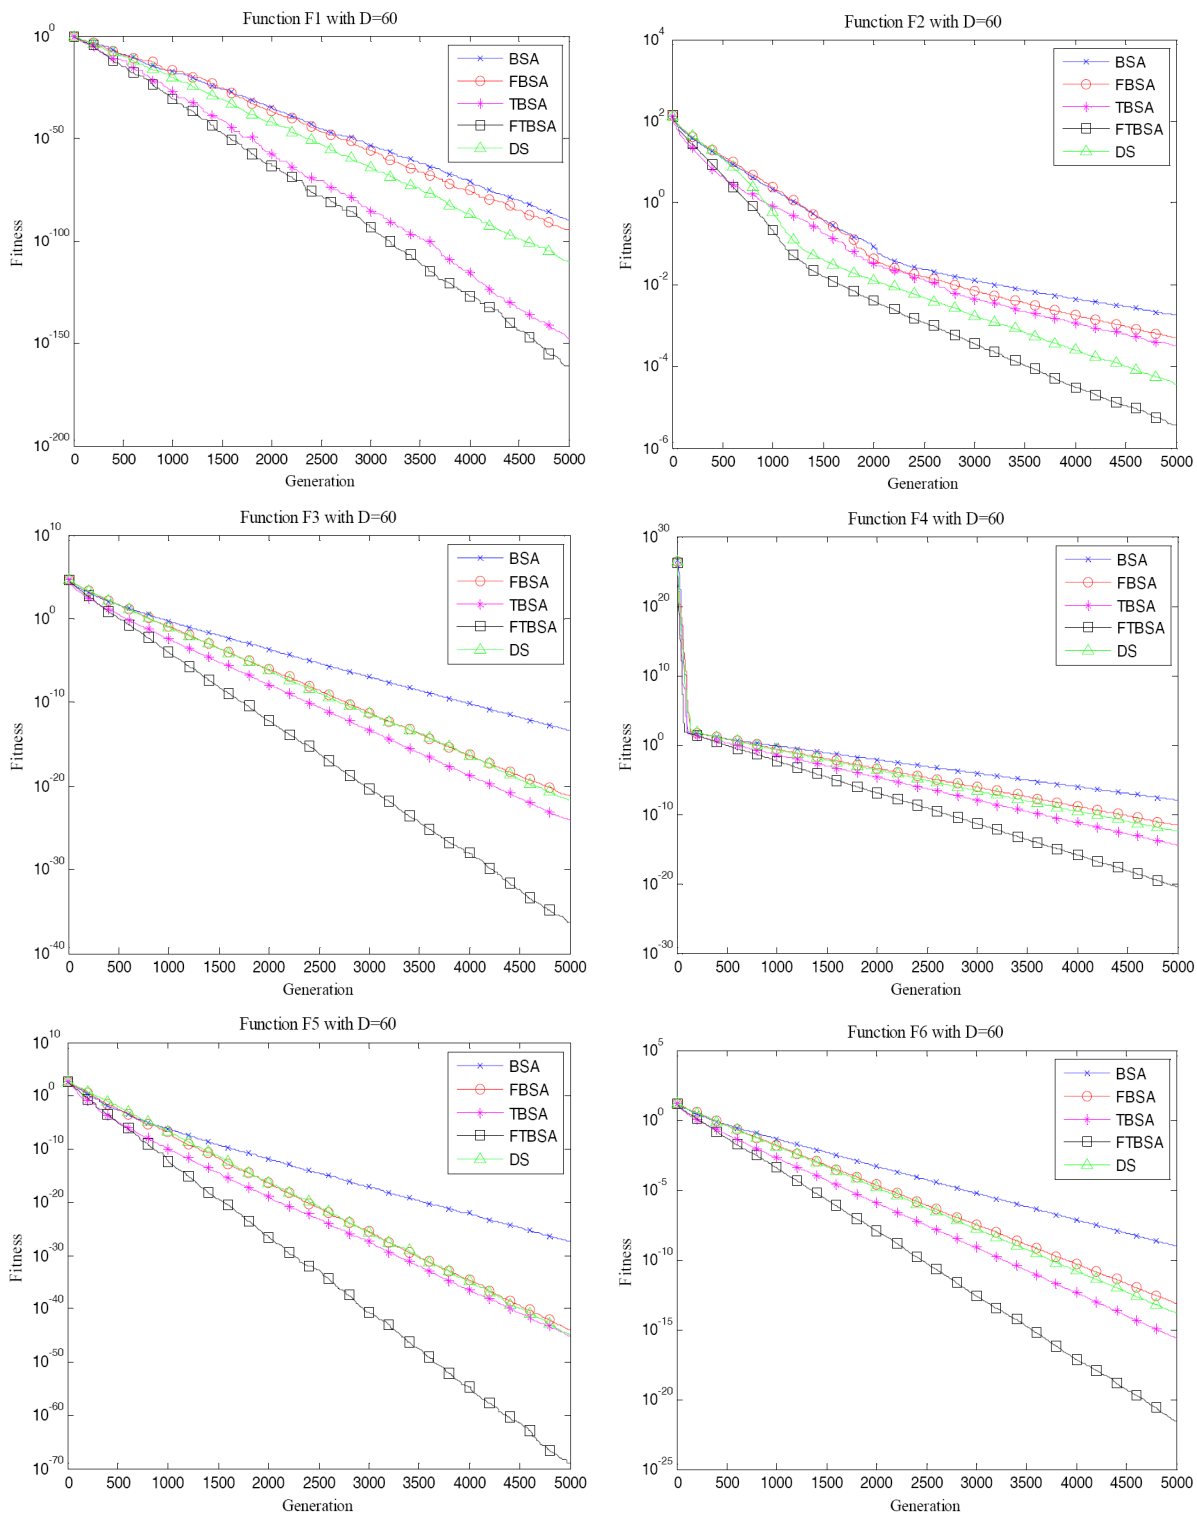 Function F1 with D=60
10^0
10^-50
10^-100
10^-150
10^-200
Fitness
BSA
FBSA
TBSA
FTBSA
DS
0 500 1000 1500 2000 2500 3000 3500 4000 4500 5000
Generation
Function F2 with D=60
10^4
10^2
10^0
10^-2
10^-4
10^-6
Fitness
BSA
FBSA
TBSA
FTBSA
DS
0 500 1000 1500 2000 2500 3000 3500 4000 4500 5000
Generation
Function F3 with D=60
10^10
10^0
10^-10
10^-20
10^-30
10^-40
Fitness
BSA
FBSA
TBSA
FTBSA
DS
0 500 1000 1500 2000 2500 3000 3500 4000 4500 5000
Generation
Function F4 with D=60
10^30
10^20
10^10
10^0
10^-10
10^-20
10^-30
Fitness
BSA
FBSA
TBSA
FTBSA
DS
0 500 1000 1500 2000 2500 3000 3500 4000 4500 5000
Generation
Function F5 with D=60
10^10
10^0
10^-10
10^-20
10^-30
10^-40
10^-50
10^-60
10^-70
Fitness
BSA
FBSA
TBSA
FTBSA
DS
0 500 1000 1500 2000 2500 3000 3500 4000 4500 5000
Generation
Function F6 with D=60
10^5
10^0
10^-5
10^-10
10^-15
10^-20
10^-25
Fitness
BSA
FBSA
TBSA
FTBSA
DS
0 500 1000 1500 2000 2500 3000 3500 4000 4500 5000
Generation